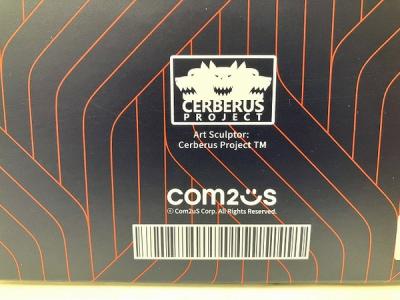 CERBERUS
PROJECT
Art Sculptor:
Cerberus Project TM
com2us
© Com2uS Corp. All Rights Reserved.